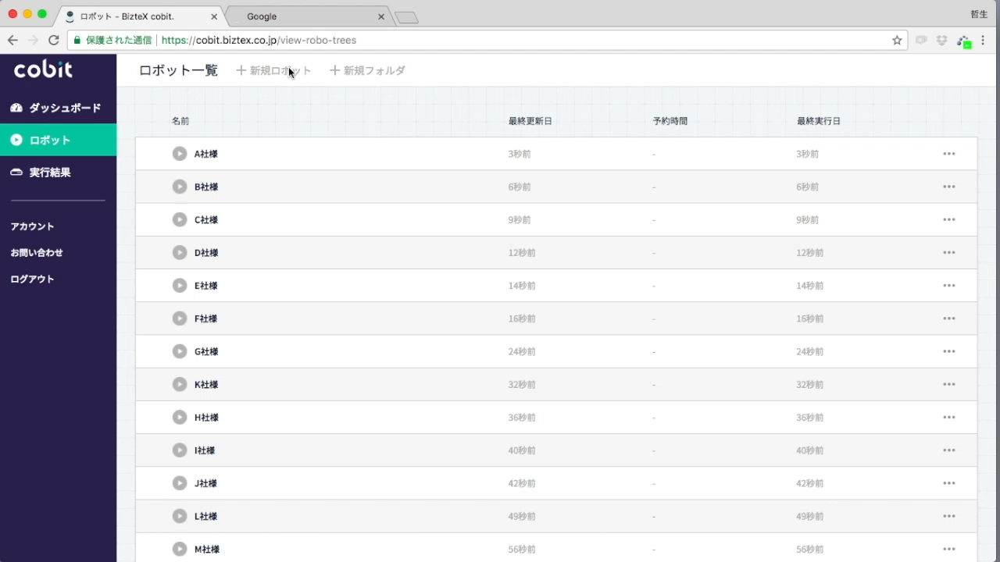 ロボット - BizteX cobit.
Google
哲生
保護された通信 https://cobit.biztex.co.jp/view-robo-trees
cobit
ロボット一覧
新規ロボット
新規フォルダ
ダッシュボード
ロボット
実行結果
アカウント
お問い合わせ
ログアウト
名前 最終更新日 予約時間 最終実行日
A社様 3秒前 - 3秒前
B社様 6秒前 - 6秒前
C社様 9秒前 - 9秒前
D社様 12秒前 - 12秒前
E社様 14秒前 - 14秒前
F社様 16秒前 - 16秒前
G社様 24秒前 - 24秒前
K社様 32秒前 - 32秒前
H社様 36秒前 - 36秒前
I社様 40秒前 - 40秒前
J社様 42秒前 - 42秒前
L社様 49秒前 - 49秒前
M社様 56秒前 - 56秒前